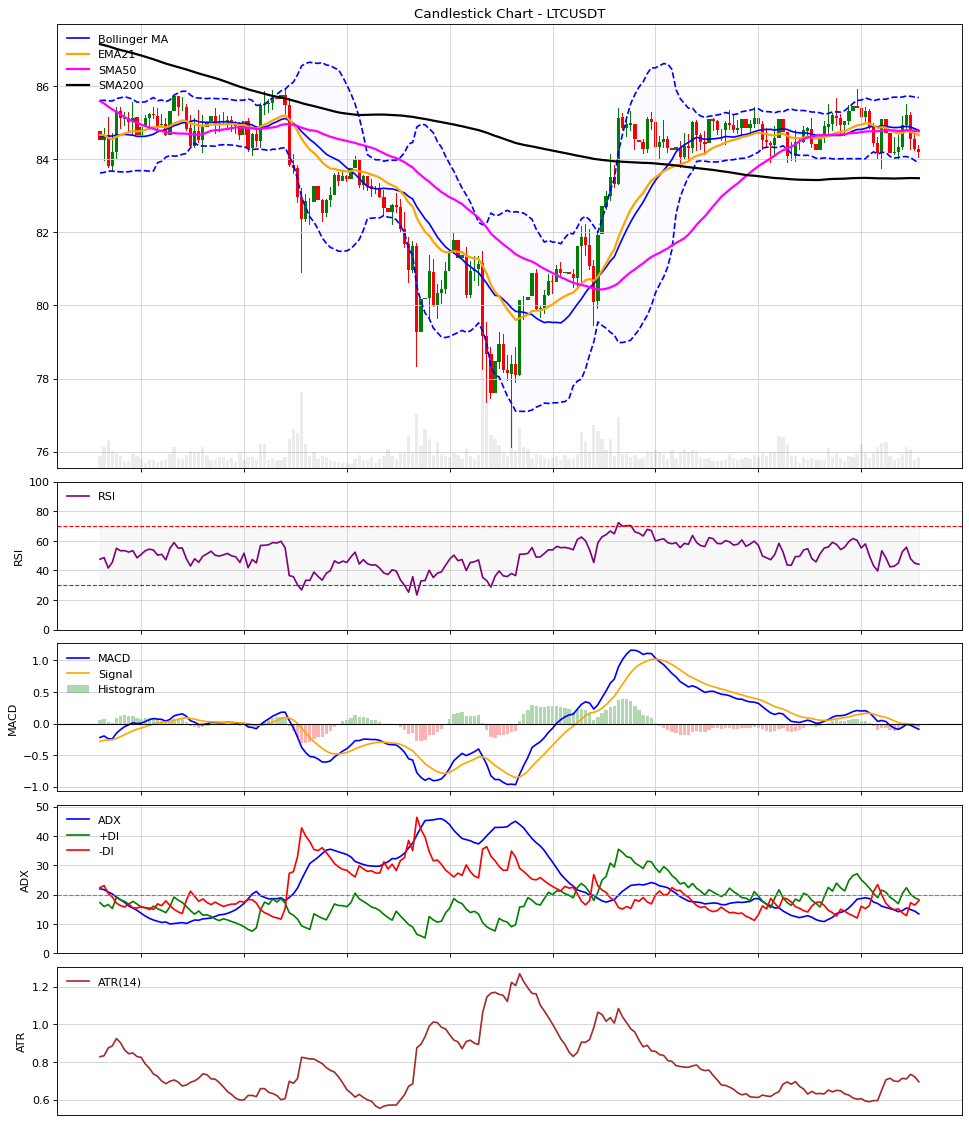 Candlestick Chart - LTCUSDT
Bollinger MA
EMA21
SMA50
SMA200
86
84
82
80
78
76
RSI
100
80
60
40
20
0
RSI
MACD
Signal
Histogram
1.0
0.5
0.0
−0.5
−1.0
MACD
ADX
+DI
-DI
50
40
30
20
10
0
ADX
ATR(14)
1.2
1.0
0.8
0.6
ATR